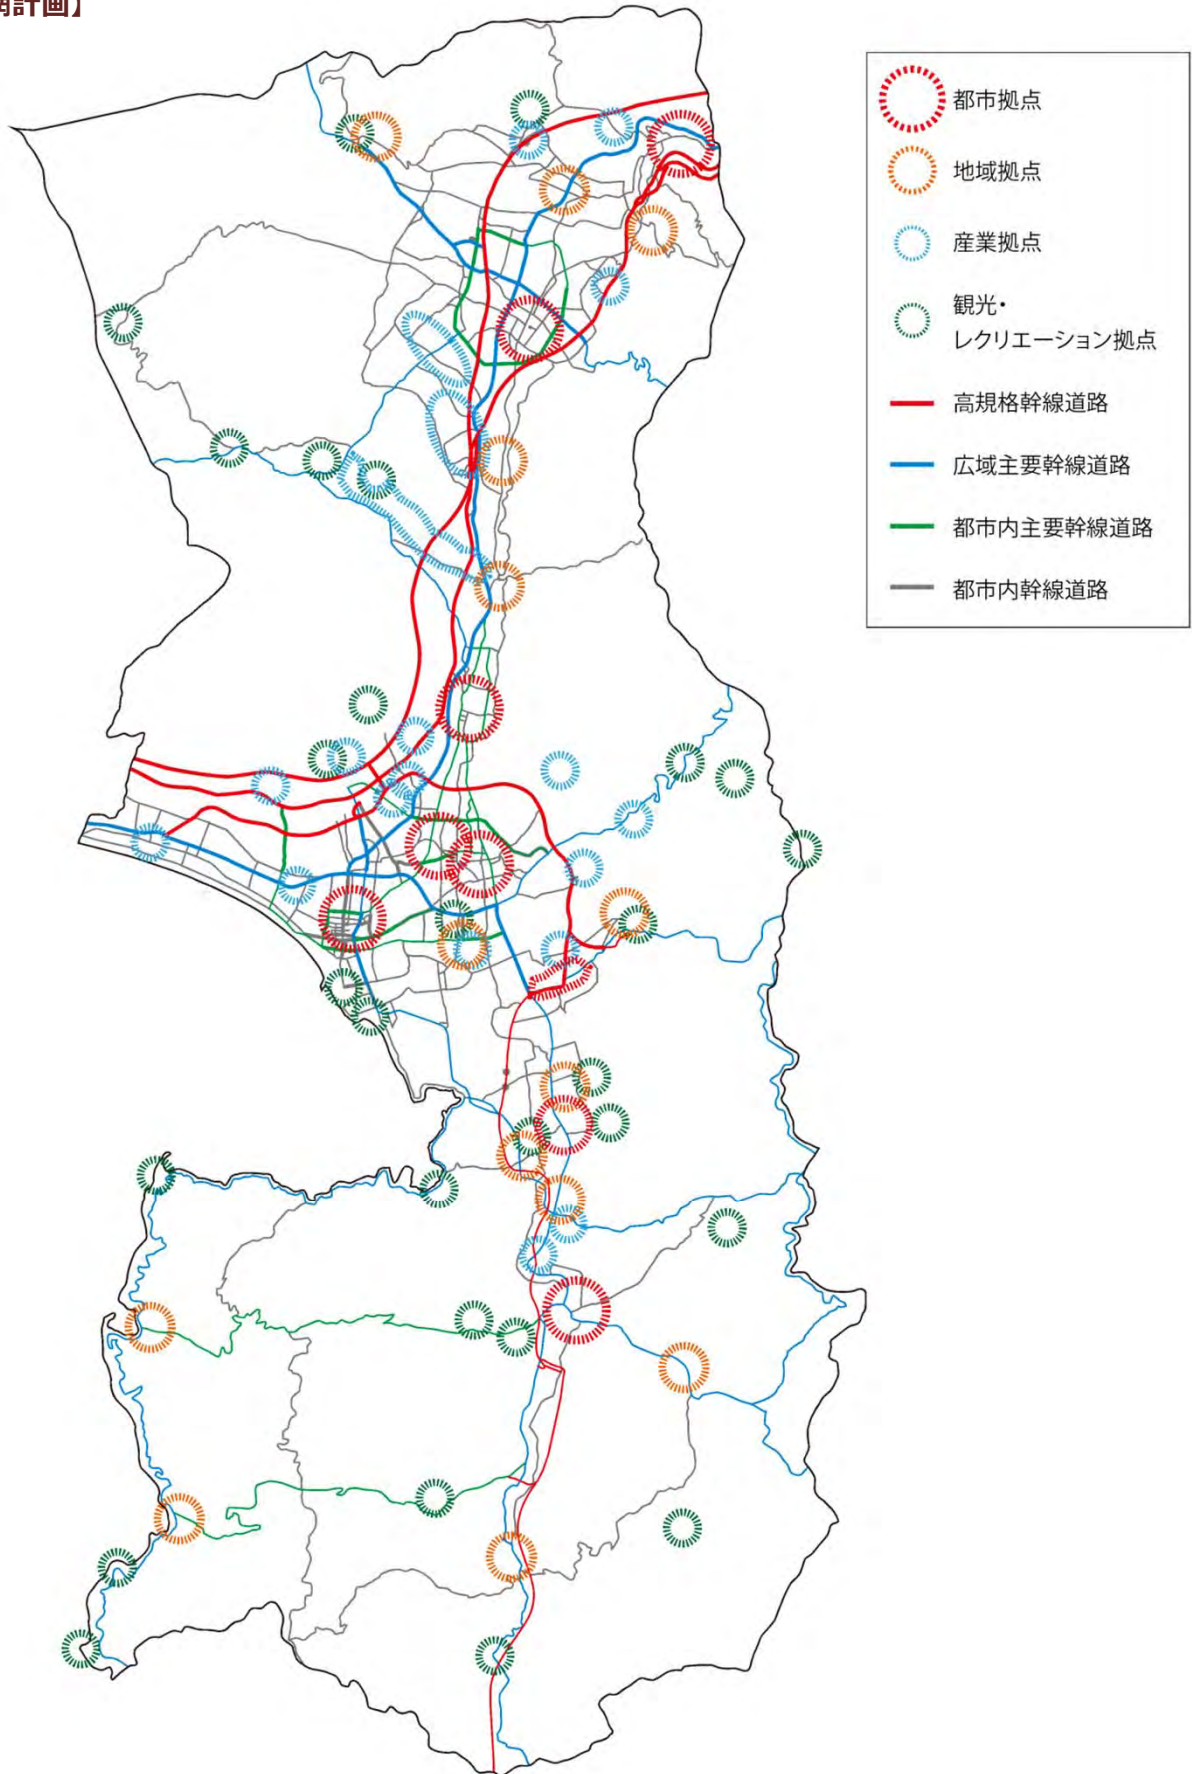 計画】
都市拠点
地域拠点
産業拠点
観光・
レクリエーション拠点
高規格幹線道路
広域主要幹線道路
都市内主要幹線道路
都市内幹線道路